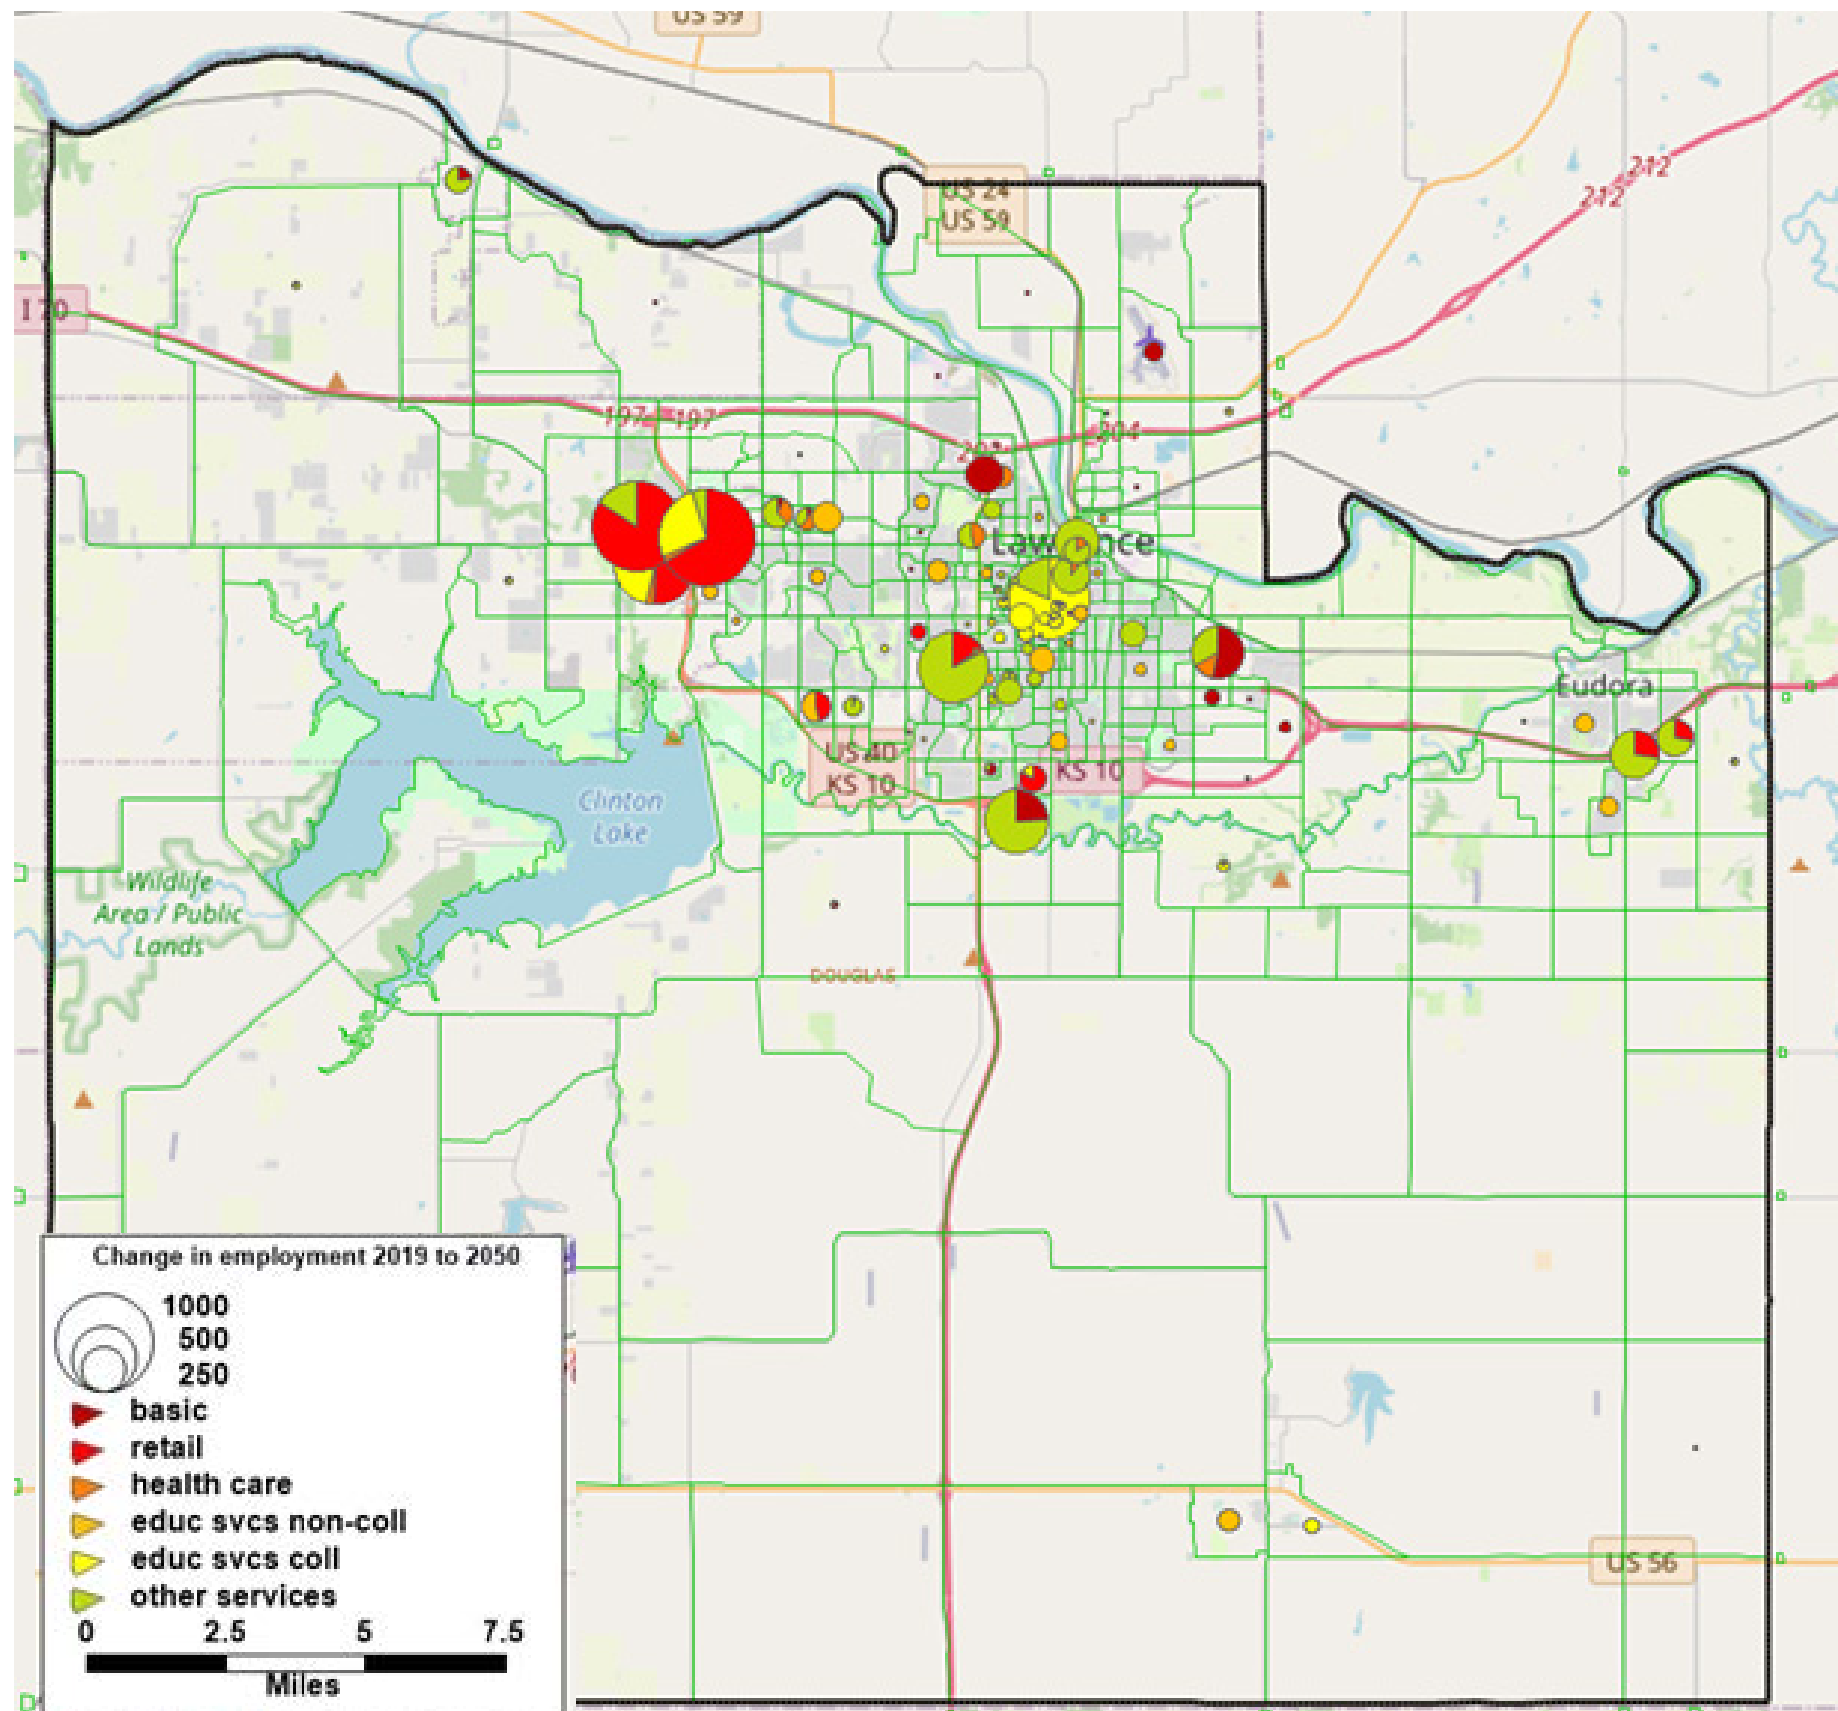 US 59
212
212
US 24
US 59
I 70
197
197
204
Lawrence
Eudora
US 40
KS 10
KS 10
Clinton
Lake
Wildlife
Area / Public
Lands
DOUGLAS
US 56
Change in employment 2019 to 2050
1000
500
250
basic
retail
health care
educ svcs non-coll
educ svcs coll
other services
0 2.5 5 7.5
Miles